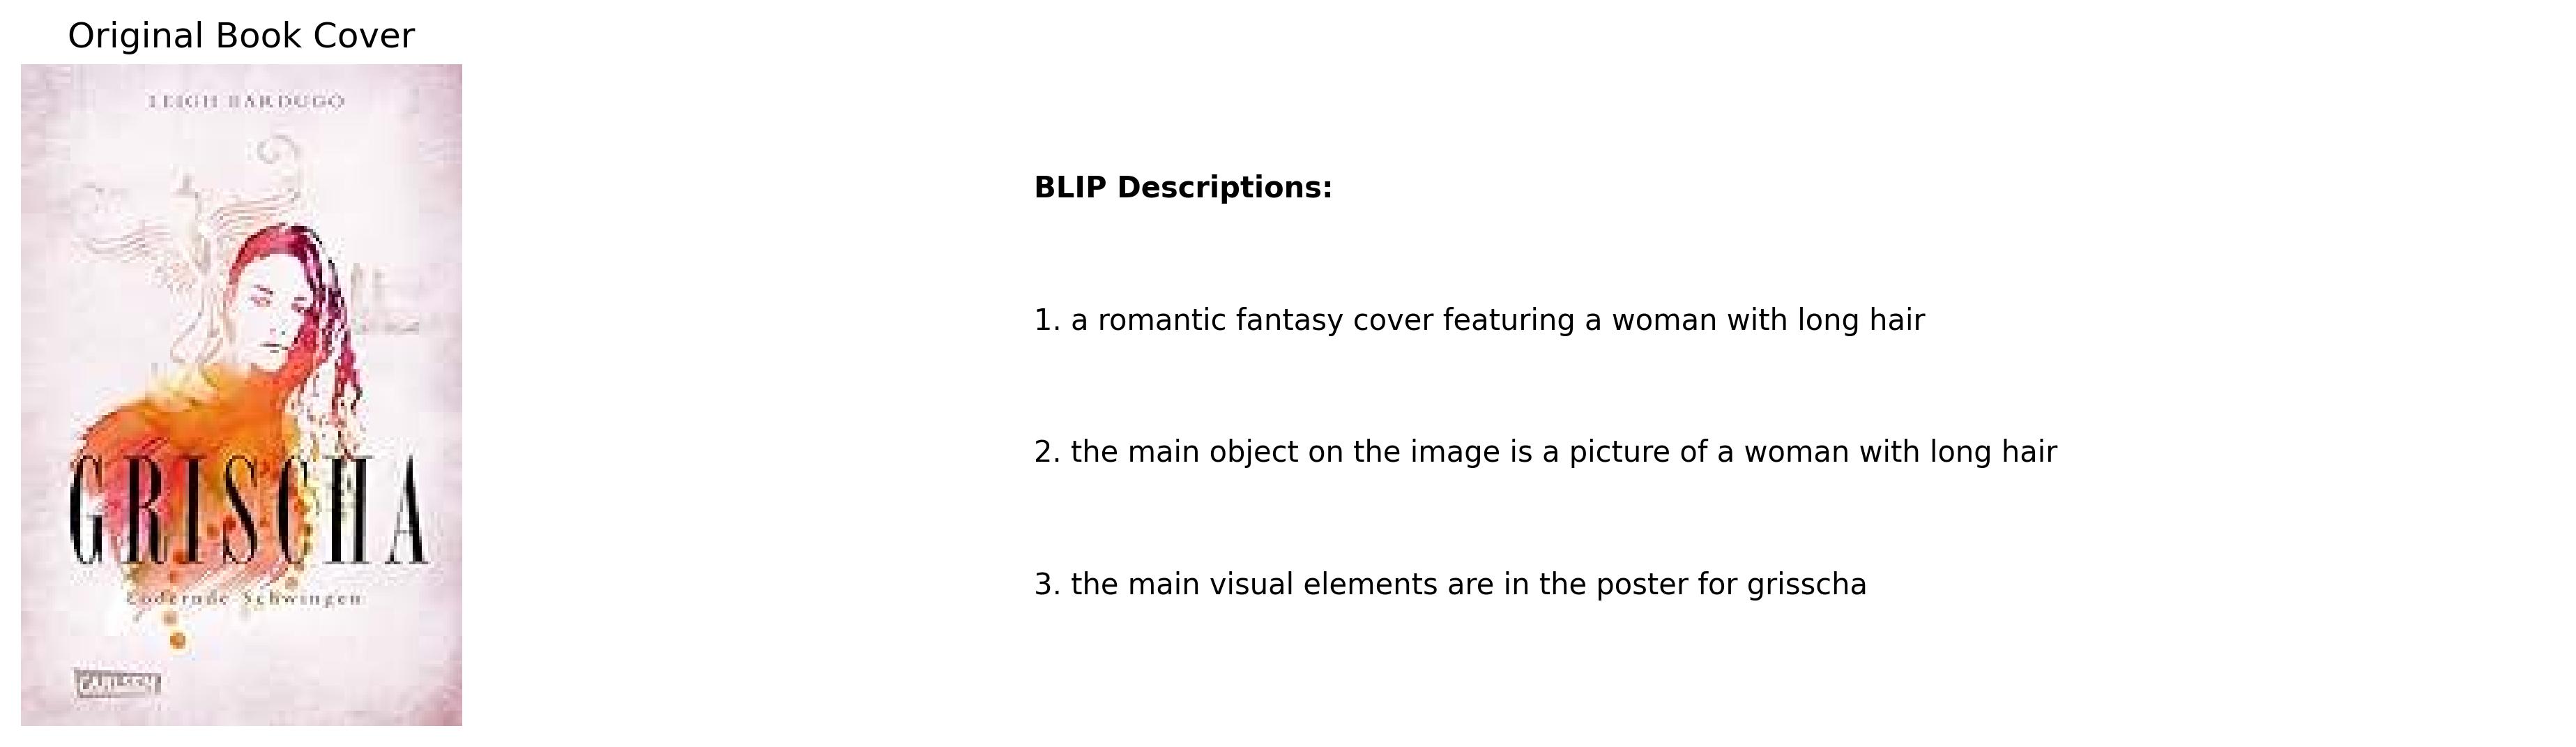 Original Book Cover
LEIGH BARDUGO
GRISCHA
Lodernde Schwingen
CARLSEN
BLIP Descriptions:
1. a romantic fantasy cover featuring a woman with long hair
2. the main object on the image is a picture of a woman with long hair
3. the main visual elements are in the poster for grisscha